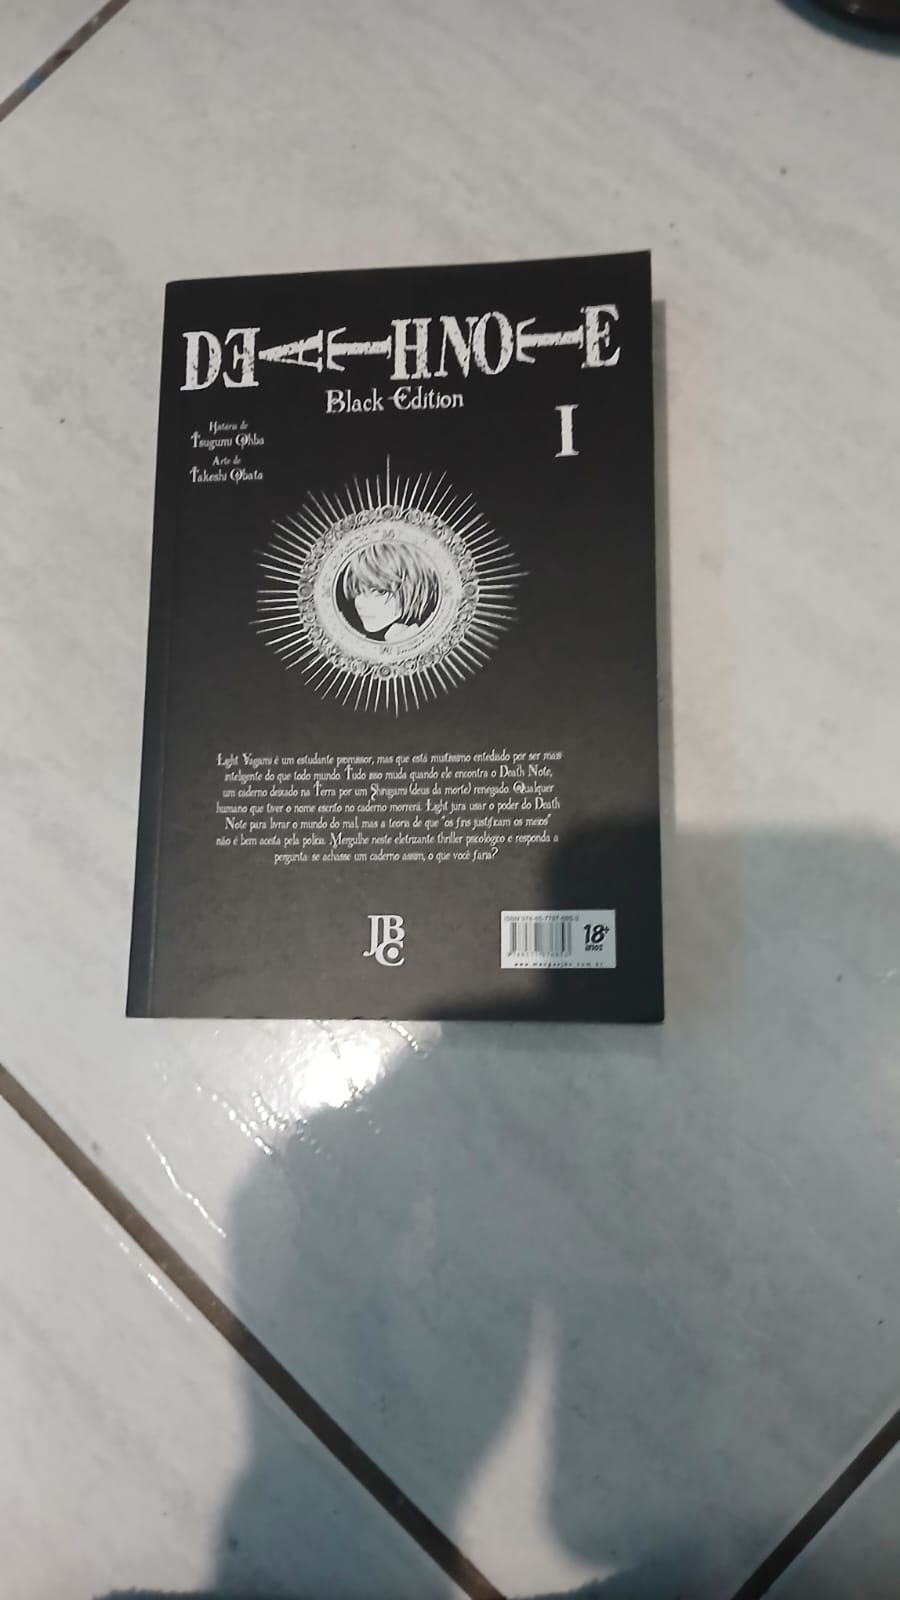 DEATH NOTE
Black Edition
I
História de
Tsugumi Ohba
Arte de
Takeshi Obata
Light Yagami é um estudante promissor, mas que está muitíssimo entediado por ser mais
inteligente do que todo mundo. Tudo isso muda quando ele encontra o Death Note,
um caderno deixado na Terra por um Shinigami (deus da morte) renegado. Qualquer
humano que tiver o nome escrito no caderno morrerá. Light jura usar o poder do Death
Note para livrar o mundo do mal, mas a teoria de que "os fins justificam os meios"
não é bem aceita pela polícia. Mergulhe neste eletrizante thriller psicológico e responda a
pergunta: se achasse um caderno assim, o que você faria?
JBC
ISBN
18+
anos
www.mangasjbc.com.br